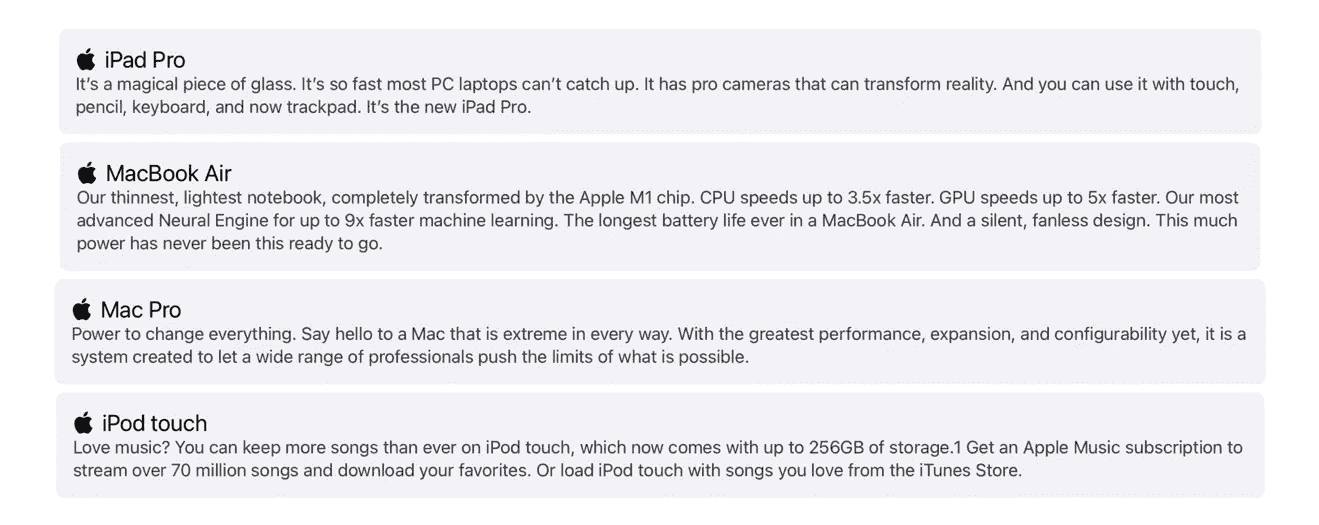 iPad Pro
It’s a magical piece of glass. It’s so fast most PC laptops can’t catch up. It has pro cameras that can transform reality. And you can use it with touch,
pencil, keyboard, and now trackpad. It’s the new iPad Pro.
MacBook Air
Our thinnest, lightest notebook, completely transformed by the Apple M1 chip. CPU speeds up to 3.5x faster. GPU speeds up to 5x faster. Our most
advanced Neural Engine for up to 9x faster machine learning. The longest battery life ever in a MacBook Air. And a silent, fanless design. This much
power has never been this ready to go.
Mac Pro
Power to change everything. Say hello to a Mac that is extreme in every way. With the greatest performance, expansion, and configurability yet, it is a
system created to let a wide range of professionals push the limits of what is possible.
iPod touch
Love music? You can keep more songs than ever on iPod touch, which now comes with up to 256GB of storage.1 Get an Apple Music subscription to
stream over 70 million songs and download your favorites. Or load iPod touch with songs you love from the iTunes Store.